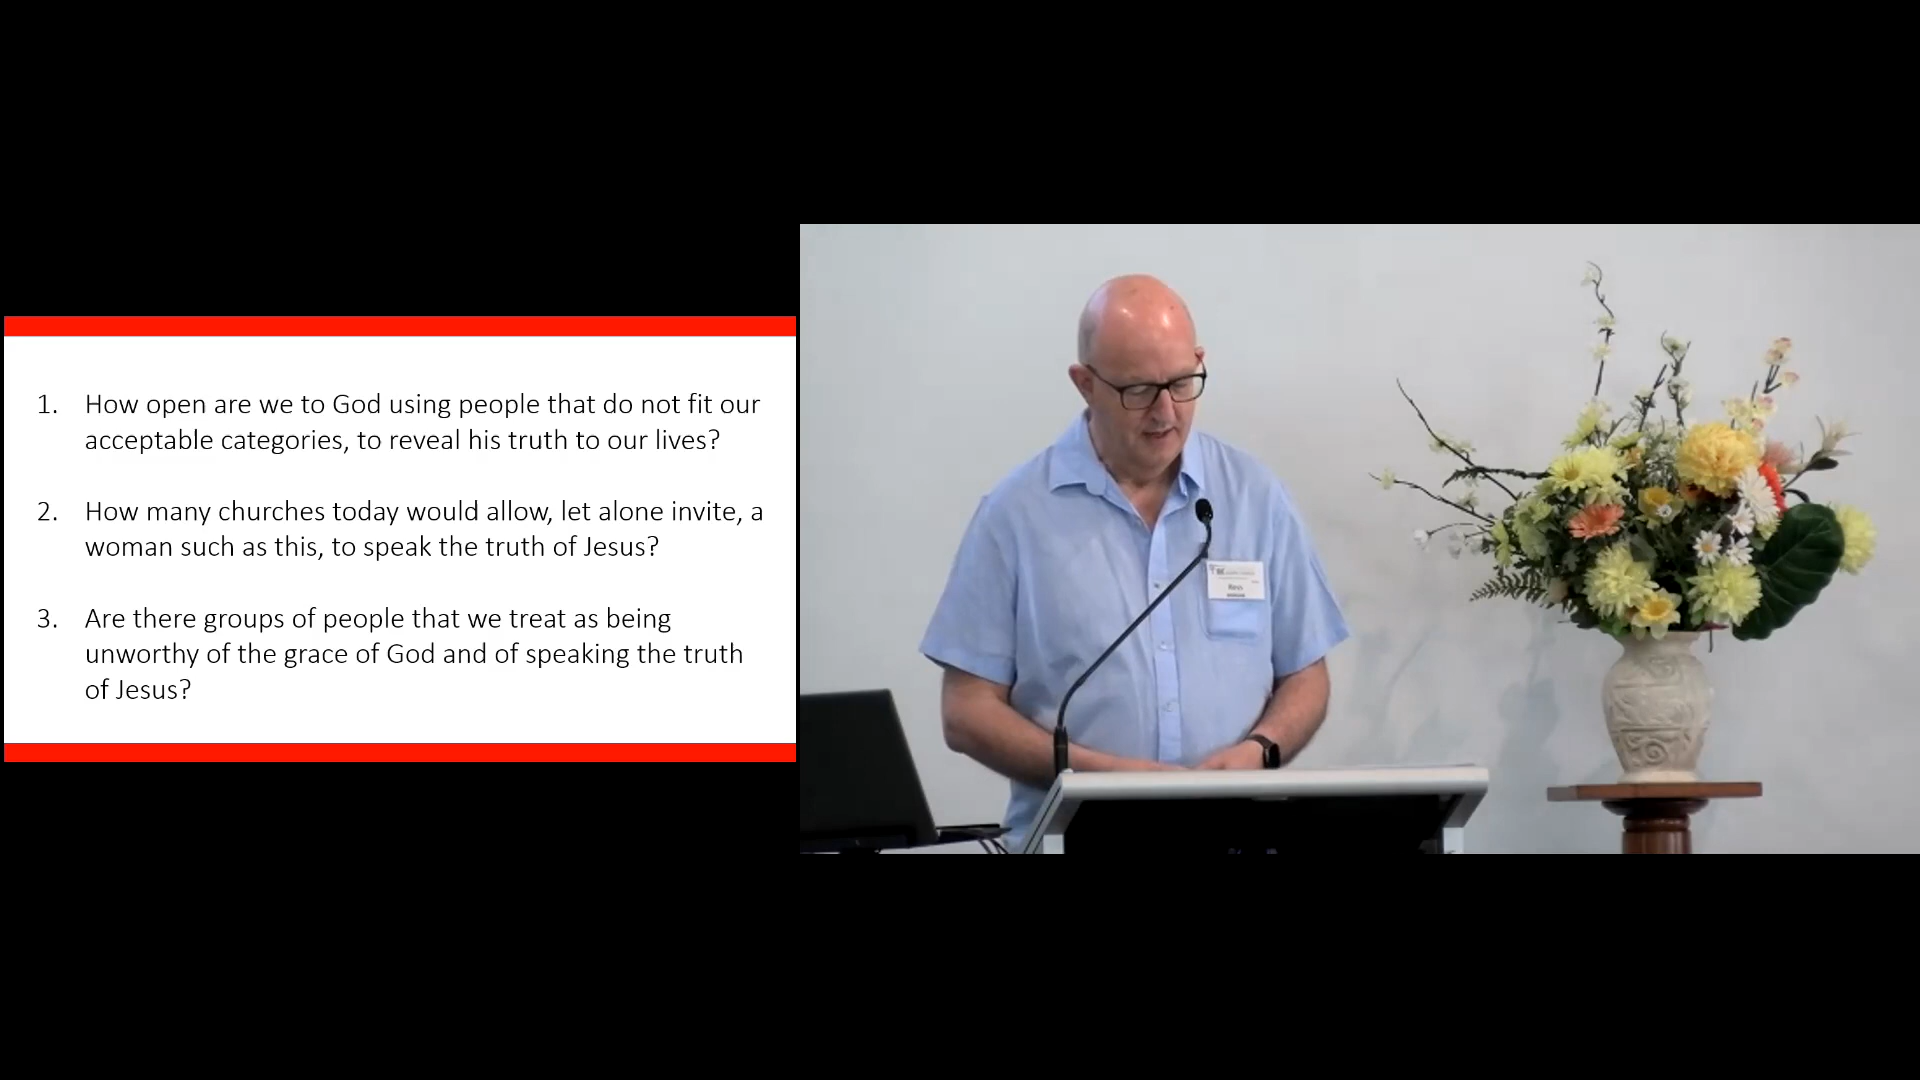 1. How open are we to God using people that do not fit our
acceptable categories, to reveal his truth to our lives?
2. How many churches today would allow, let alone invite, a
woman such as this, to speak the truth of Jesus?
3. Are there groups of people that we treat as being
unworthy of the grace of God and of speaking the truth
of Jesus?